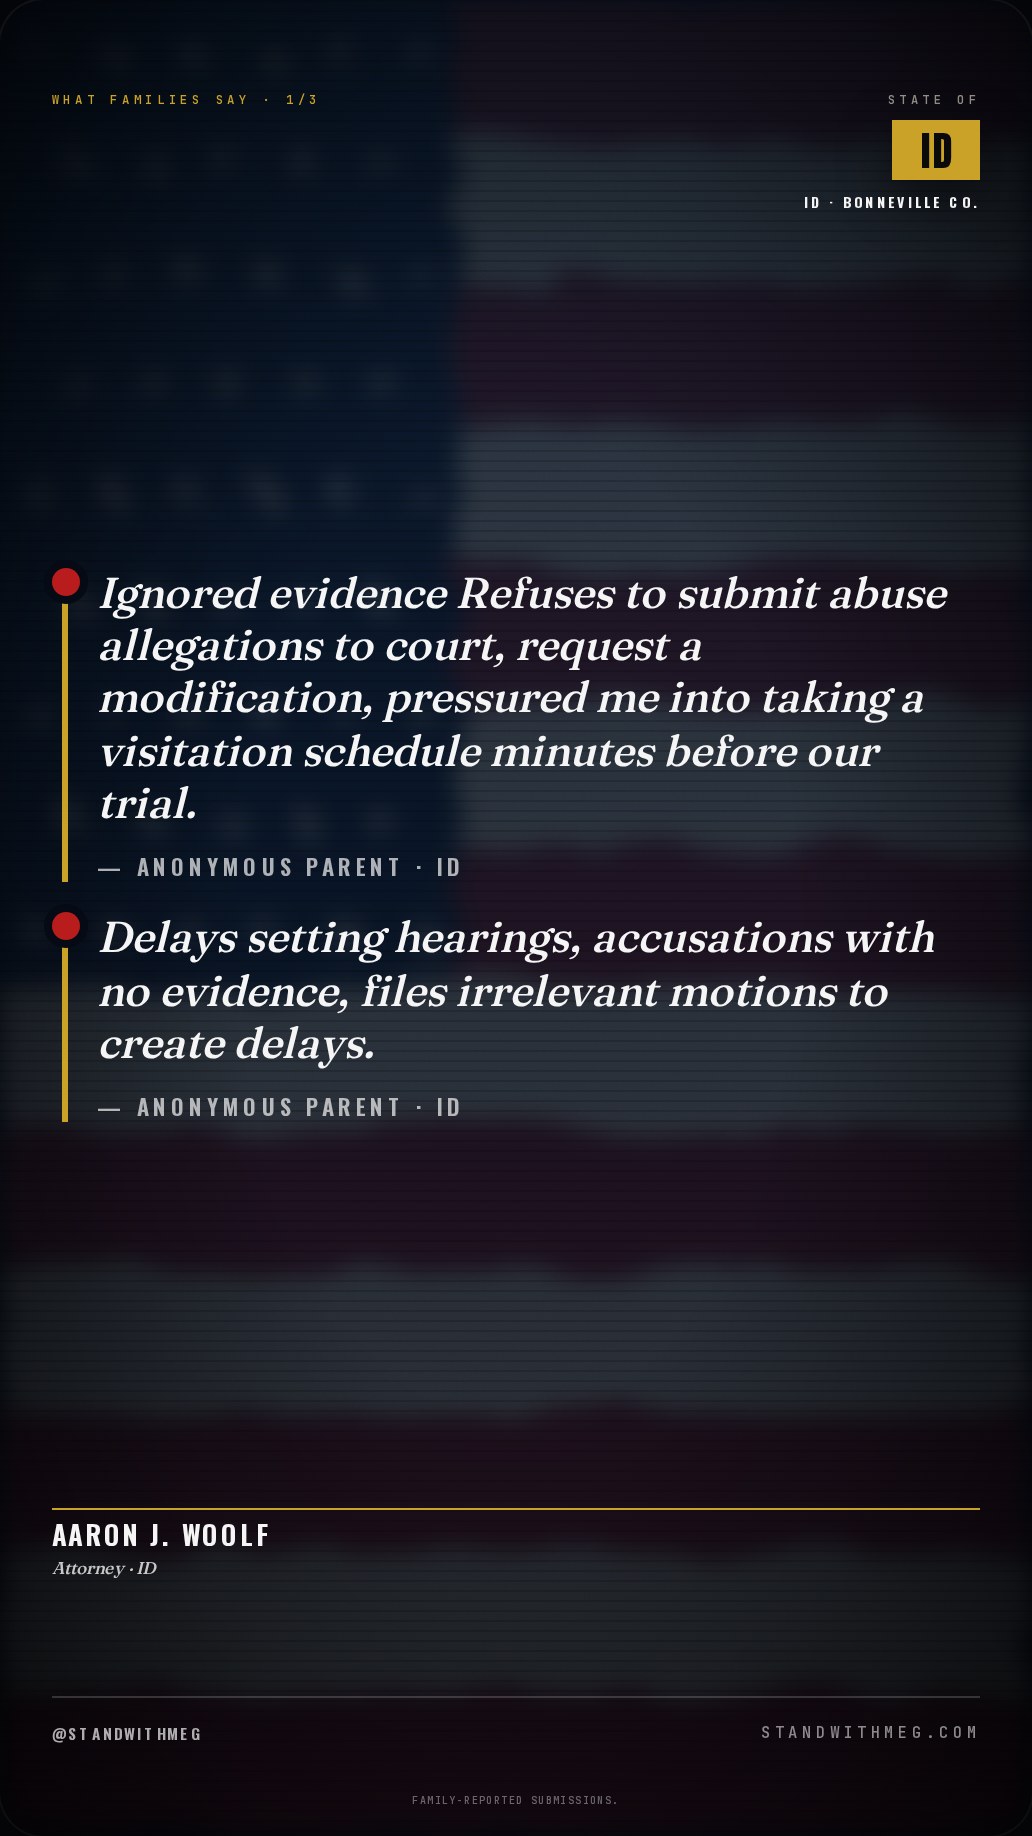 WHAT FAMILIES SAY · 1/3
STATE OF
ID
ID · BONNEVILLE CO.
Ignored evidence Refuses to submit abuse
allegations to court, request a
modification, pressured me into taking a
visitation schedule minutes before our
trial.
— ANONYMOUS PARENT · ID
Delays setting hearings, accusations with
no evidence, files irrelevant motions to
create delays.
— ANONYMOUS PARENT · ID
AARON J. WOOLF
Attorney · ID
@STANDWITHMEG
STANDWITHMEG.COM
FAMILY-REPORTED SUBMISSIONS.